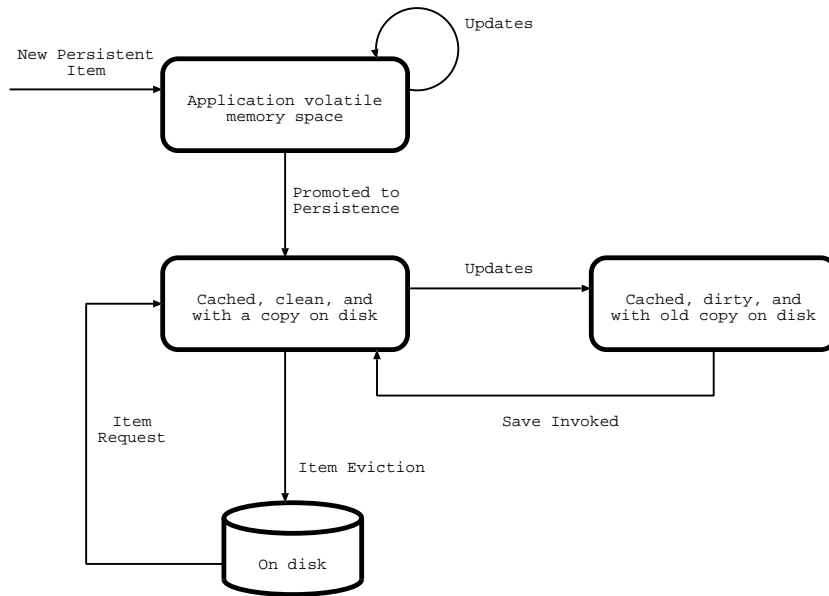 Updates
New Persistent
Item
Application volatile
memory space
Promoted to
Persistence
Updates
Cached, clean, and
with a copy on disk
Cached, dirty, and
with old copy on disk
Item
Request
Save Invoked
Item Eviction
On disk